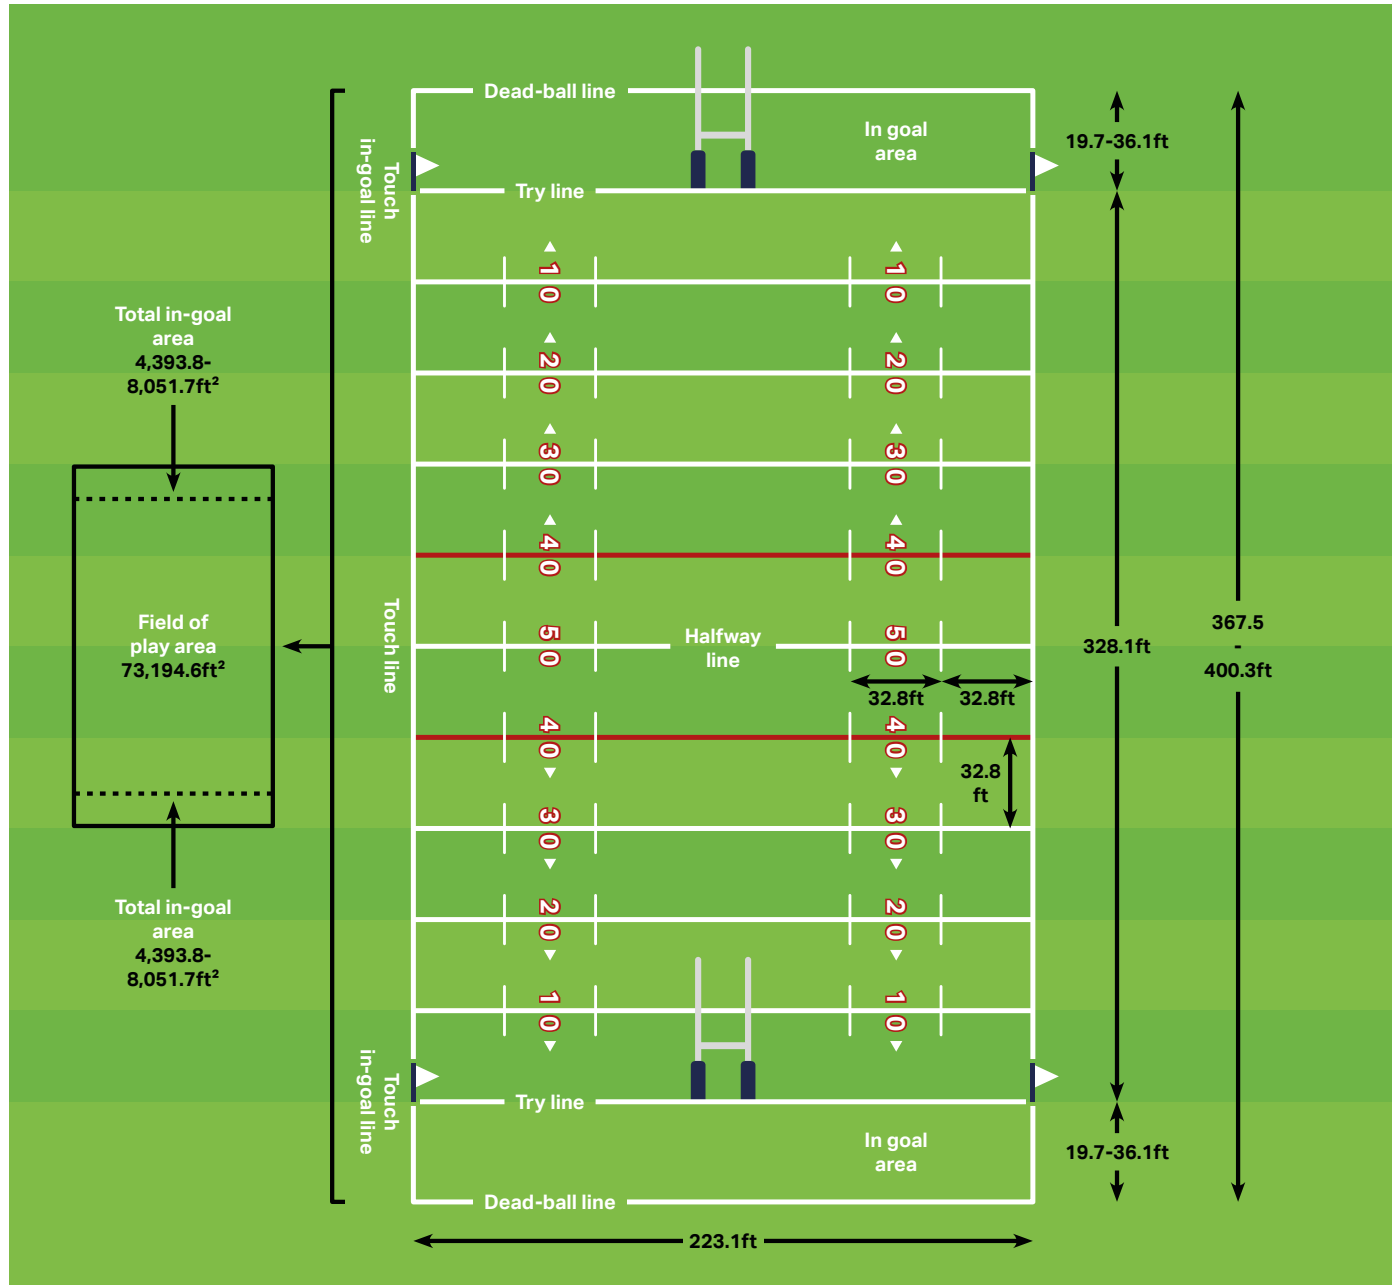 Dead-ball line
In goal
area
19.7-36.1ft
Touch
in-goal line
Try line
10
10
Total in-goal
area
4,393.8-
8,051.7ft²
20
20
30
30
40
40
Touch line
Field of
play area
73,194.6ft²
50
Halfway
line
50
328.1ft
367.5
-
400.3ft
32.8ft
32.8ft
40
40
32.8
ft
30
30
Total in-goal
area
4,393.8-
8,051.7ft²
20
20
10
10
Touch
in-goal line
Try line
In goal
area
19.7-36.1ft
Dead-ball line
223.1ft